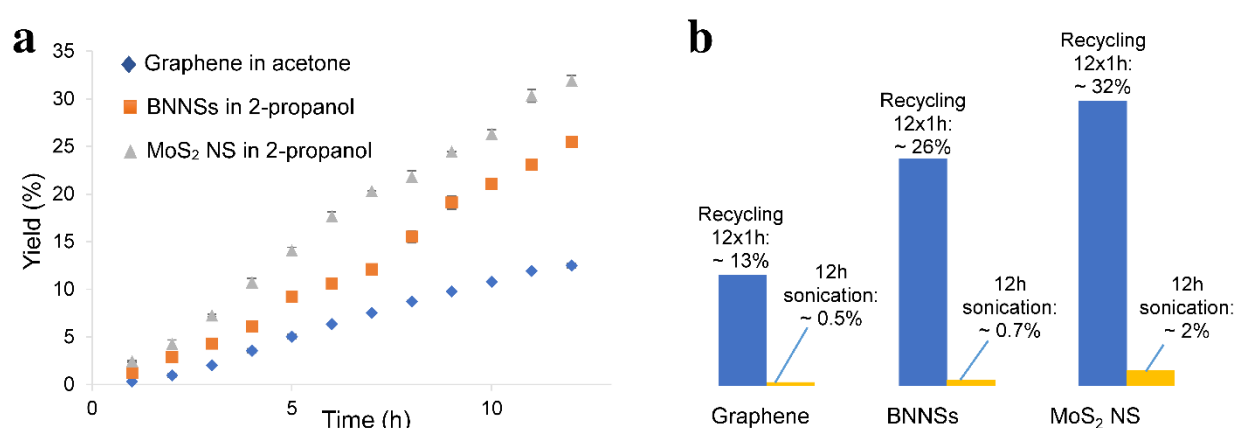 a
35
30
25
20
15
10
5
0
Yield (%)
Graphene in acetone
BNNSs in 2-propanol
MoS₂ NS in 2-propanol
0
5
10
Time (h)
b
Recycling
12x1h:
~ 13%
12h
sonication:
~ 0.5%
Graphene
Recycling
12x1h:
~ 26%
12h
sonication:
~ 0.7%
BNNSs
Recycling
12x1h:
~ 32%
12h
sonication:
~ 2%
MoS₂ NS